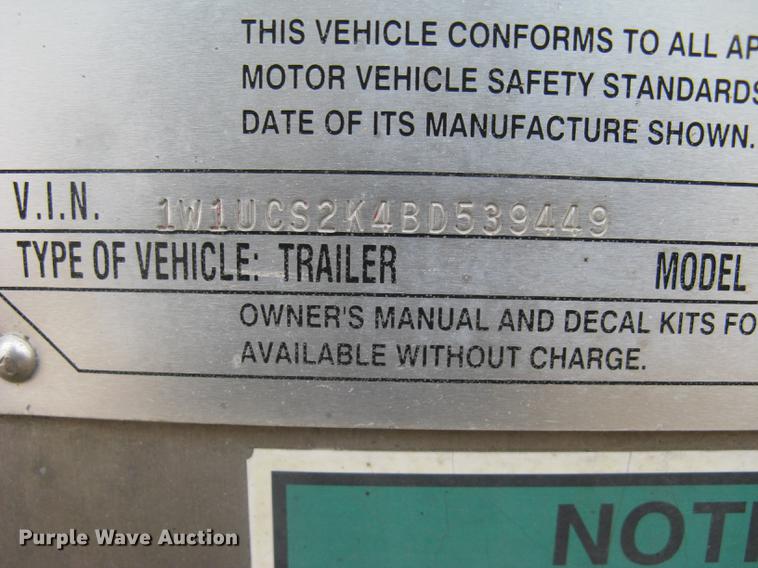 THIS VEHICLE CONFORMS TO ALL AP
MOTOR VEHICLE SAFETY STANDARDS
DATE OF ITS MANUFACTURE SHOWN.
V.I.N. 1W1UCS2K4BD539449
TYPE OF VEHICLE: TRAILER MODEL
OWNER'S MANUAL AND DECAL KITS FO
AVAILABLE WITHOUT CHARGE.
NOTI
Purple Wave Auction